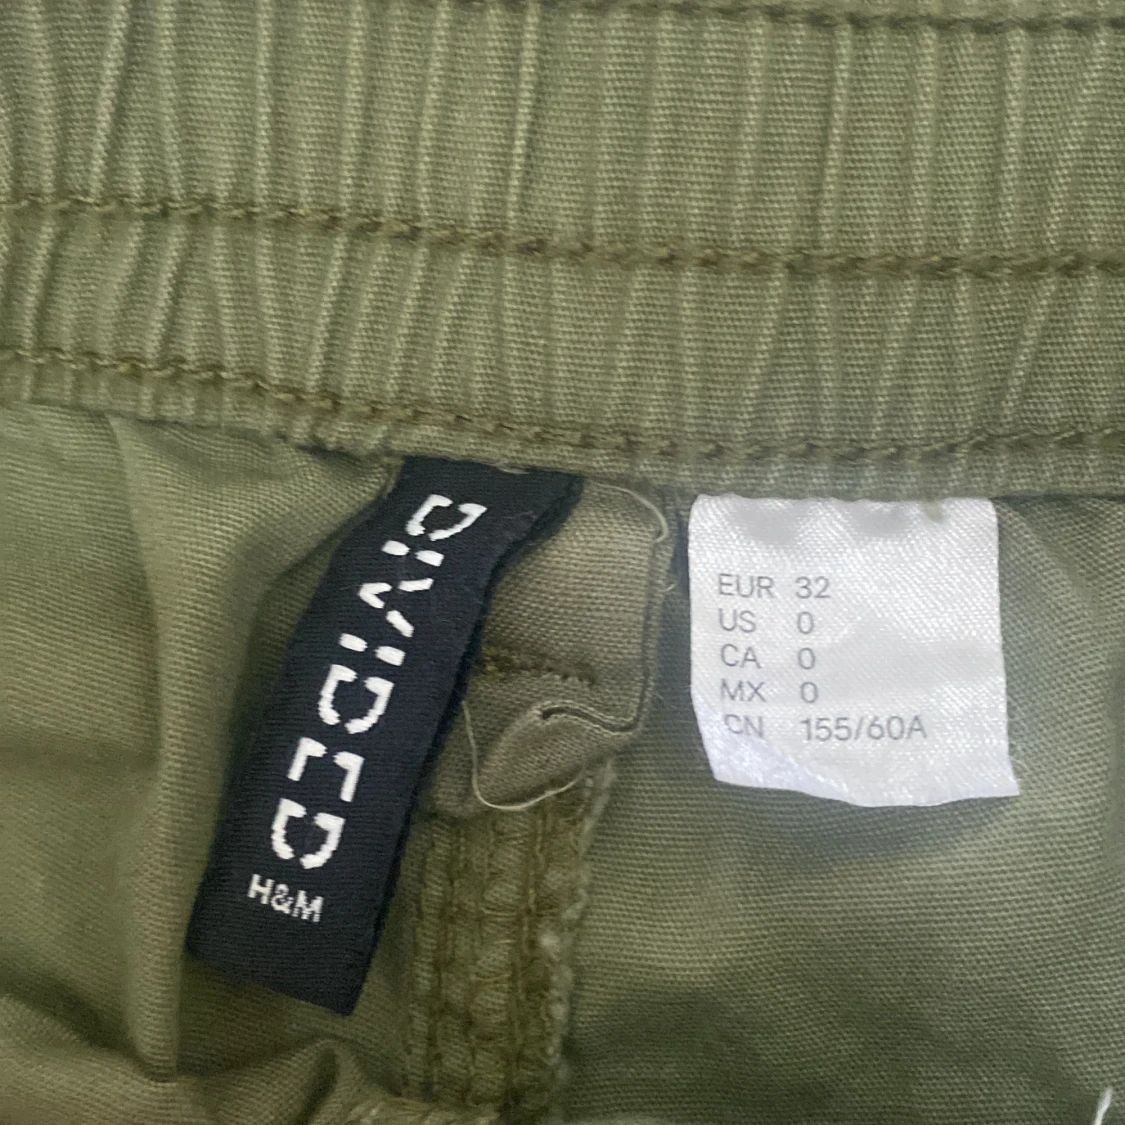 DIVIDED
H&M
EUR 32
US 0
CA 0
MX 0
CN 155/60A